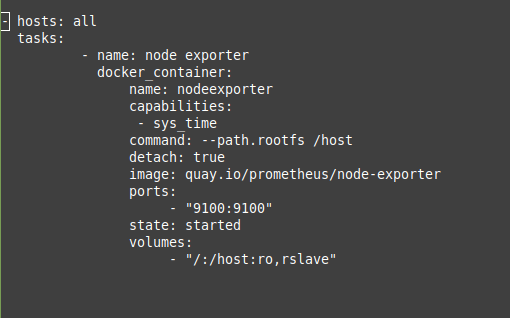 - hosts: all
  tasks:
          - name: node exporter
            docker_container:
                name: nodeexporter
                capabilities:
                 - sys_time
                command: --path.rootfs /host
                detach: true
                image: quay.io/prometheus/node-exporter
                ports:
                     - "9100:9100"
                state: started
                volumes:
                     - "/:/host:ro,rslave"